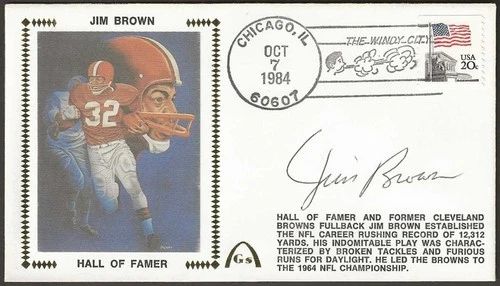 JIM BROWN
32
HALL OF FAMER
CHICAGO, IL
OCT
7
1984
60607
THE WINDY CITY
USA
20c
Jim Brown
Gs
HALL OF FAMER AND FORMER CLEVELAND
BROWNS FULLBACK JIM BROWN ESTABLISHED
THE NFL CAREER RUSHING RECORD OF 12,312
YARDS. HIS INDOMITABLE PLAY WAS CHARAC-
TERIZED BY BROKEN TACKLES AND FURIOUS
RUNS FOR DAYLIGHT. HE LED THE BROWNS TO
THE 1964 NFL CHAMPIONSHIP.